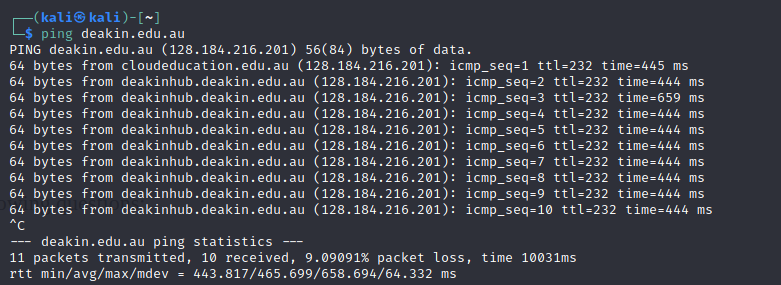 (kali㉿kali)-[~]
$ ping deakin.edu.au
PING deakin.edu.au (128.184.216.201) 56(84) bytes of data.
64 bytes from cloudeducation.edu.au (128.184.216.201): icmp_seq=1 ttl=232 time=445 ms
64 bytes from deakinhub.deakin.edu.au (128.184.216.201): icmp_seq=2 ttl=232 time=444 ms
64 bytes from deakinhub.deakin.edu.au (128.184.216.201): icmp_seq=3 ttl=232 time=659 ms
64 bytes from deakinhub.deakin.edu.au (128.184.216.201): icmp_seq=4 ttl=232 time=444 ms
64 bytes from deakinhub.deakin.edu.au (128.184.216.201): icmp_seq=5 ttl=232 time=444 ms
64 bytes from deakinhub.deakin.edu.au (128.184.216.201): icmp_seq=6 ttl=232 time=444 ms
64 bytes from deakinhub.deakin.edu.au (128.184.216.201): icmp_seq=7 ttl=232 time=444 ms
64 bytes from deakinhub.deakin.edu.au (128.184.216.201): icmp_seq=8 ttl=232 time=444 ms
64 bytes from deakinhub.deakin.edu.au (128.184.216.201): icmp_seq=9 ttl=232 time=444 ms
64 bytes from deakinhub.deakin.edu.au (128.184.216.201): icmp_seq=10 ttl=232 time=444 ms
^C
--- deakin.edu.au ping statistics ---
11 packets transmitted, 10 received, 9.09091% packet loss, time 10031ms
rtt min/avg/max/mdev = 443.817/465.699/658.694/64.332 ms